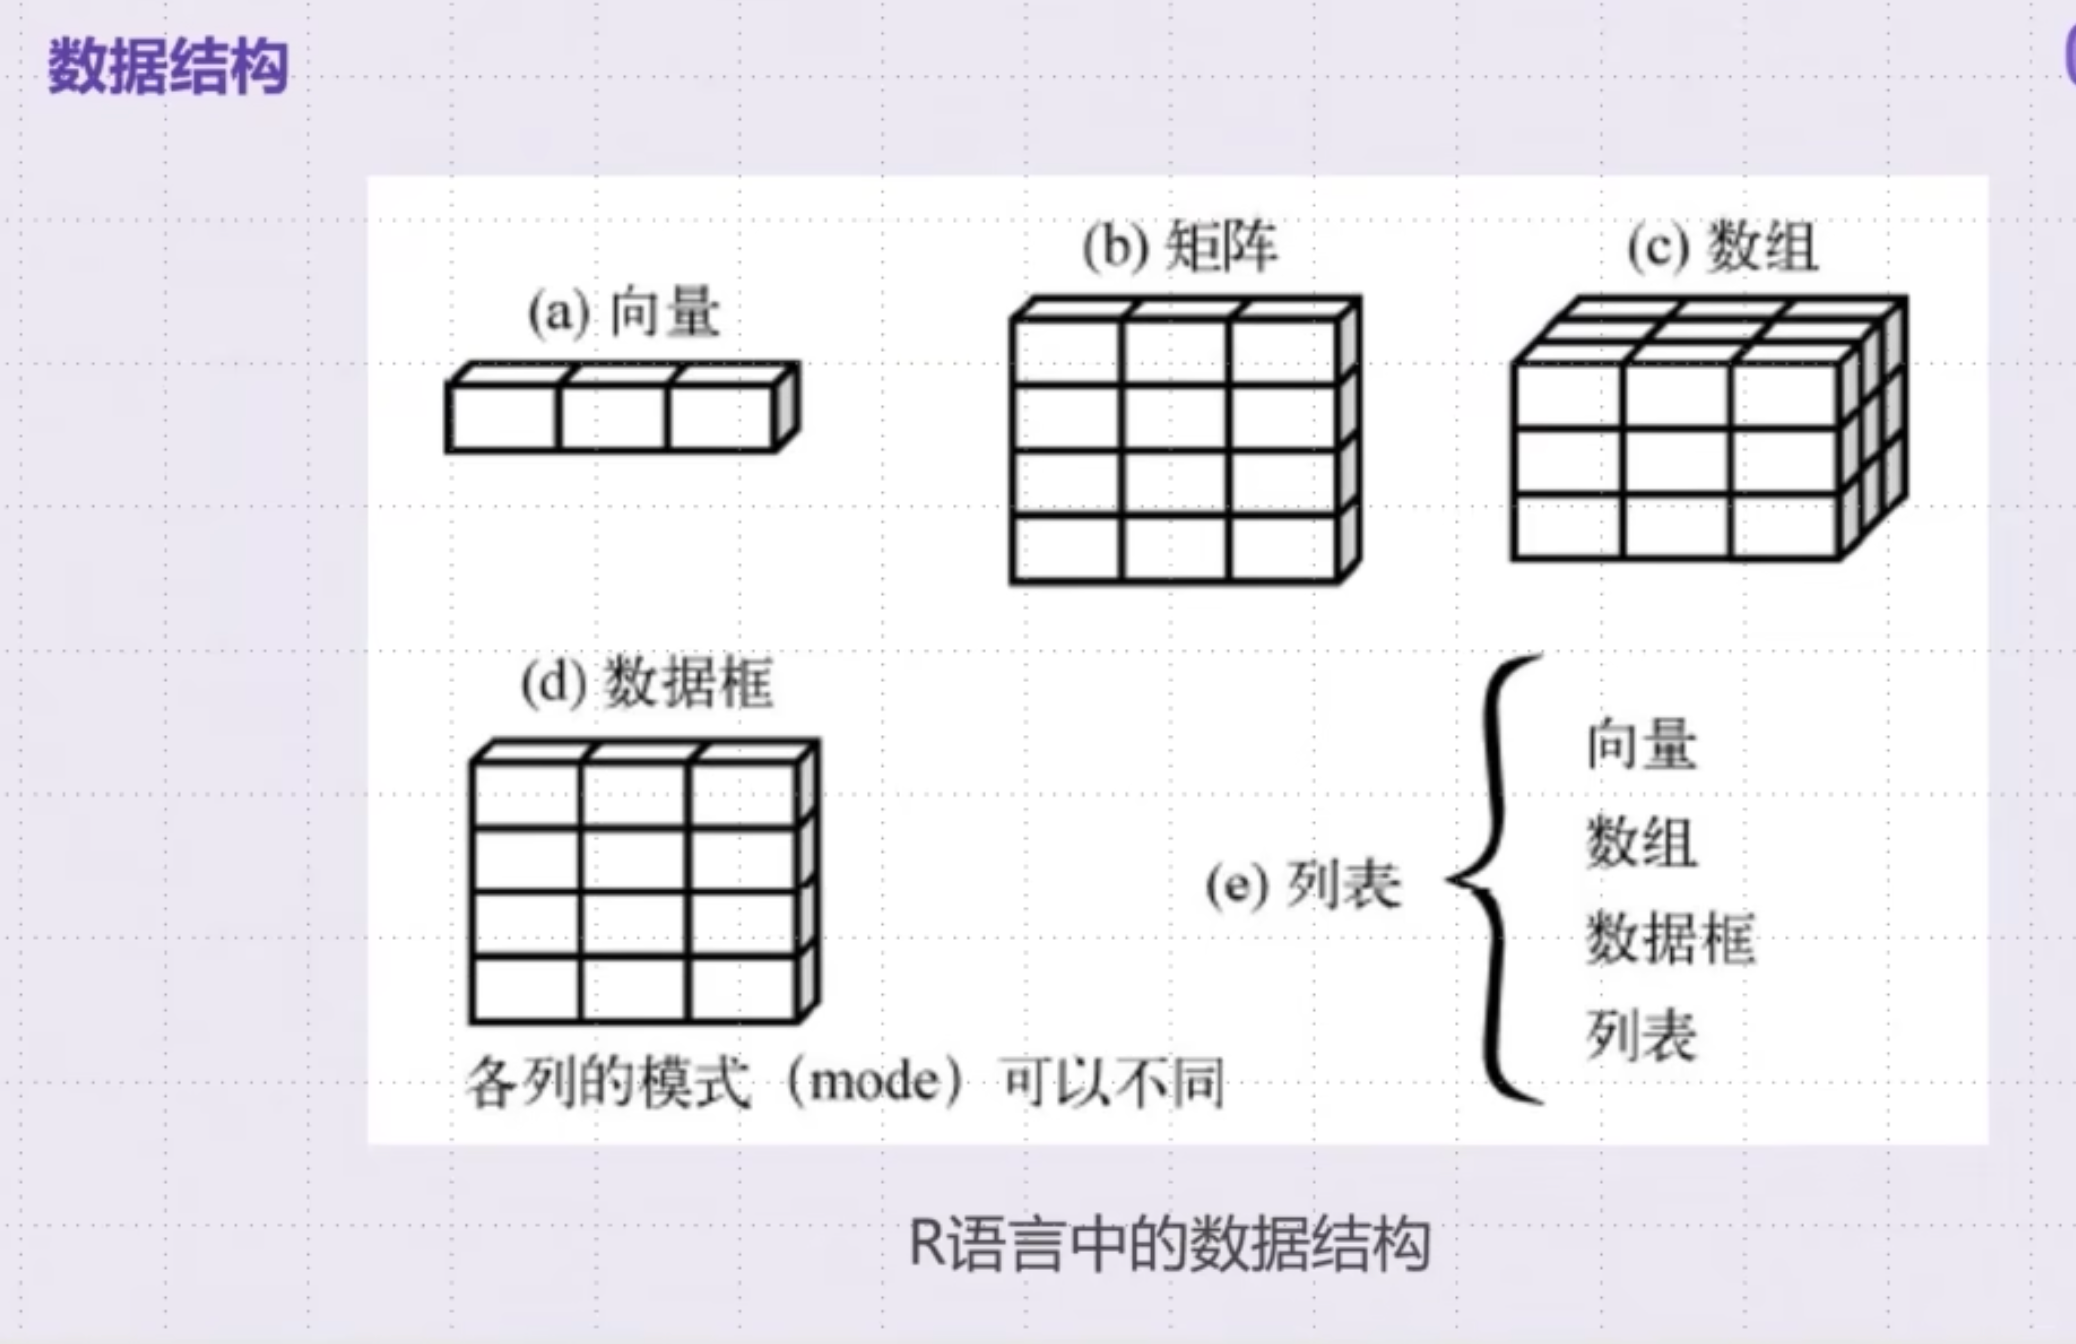 数据结构
(a) 向量
(b) 矩阵
(c) 数组
(d) 数据框
各列的模式（mode）可以不同
(e) 列表
向量
数组
数据框
列表
R语言中的数据结构